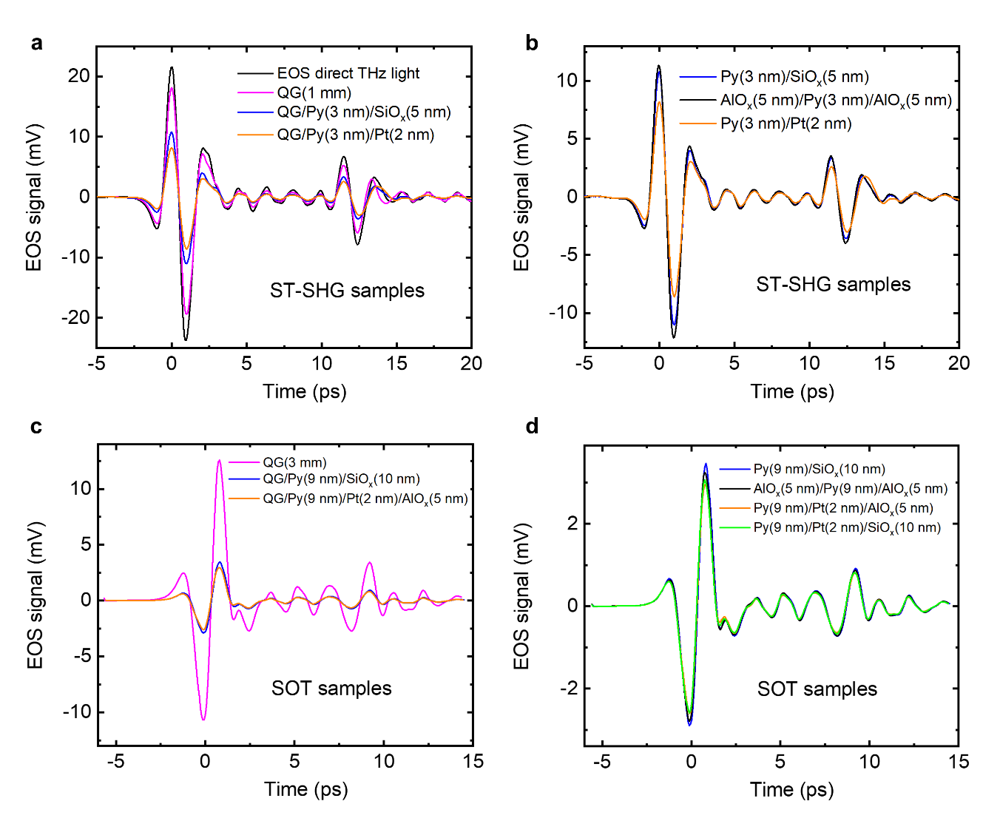 a
EOS signal (mV)
20
10
0
-10
-20
EOS direct THz light
QG(1 mm)
QG/Py(3 nm)/SiOx(5 nm)
QG/Py(3 nm)/Pt(2 nm)
ST-SHG samples
-5 0 5 10 15 20
Time (ps)
b
EOS signal (mV)
10
5
0
-5
-10
Py(3 nm)/SiOx(5 nm)
AlOx(5 nm)/Py(3 nm)/AlOx(5 nm)
Py(3 nm)/Pt(2 nm)
ST-SHG samples
-5 0 5 10 15 20
Time (ps)
c
EOS signal (mV)
10
5
0
-5
-10
QG(3 mm)
QG/Py(9 nm)/SiOx(10 nm)
QG/Py(9 nm)/Pt(2 nm)/AlOx(5 nm)
SOT samples
-5 0 5 10 15
Time (ps)
d
EOS signal (mV)
2
0
-2
Py(9 nm)/SiOx(10 nm)
AlOx(5 nm)/Py(9 nm)/AlOx(5 nm)
Py(9 nm)/Pt(2 nm)/AlOx(5 nm)
Py(9 nm)/Pt(2 nm)/SiOx(10 nm)
SOT samples
-5 0 5 10 15
Time (ps)